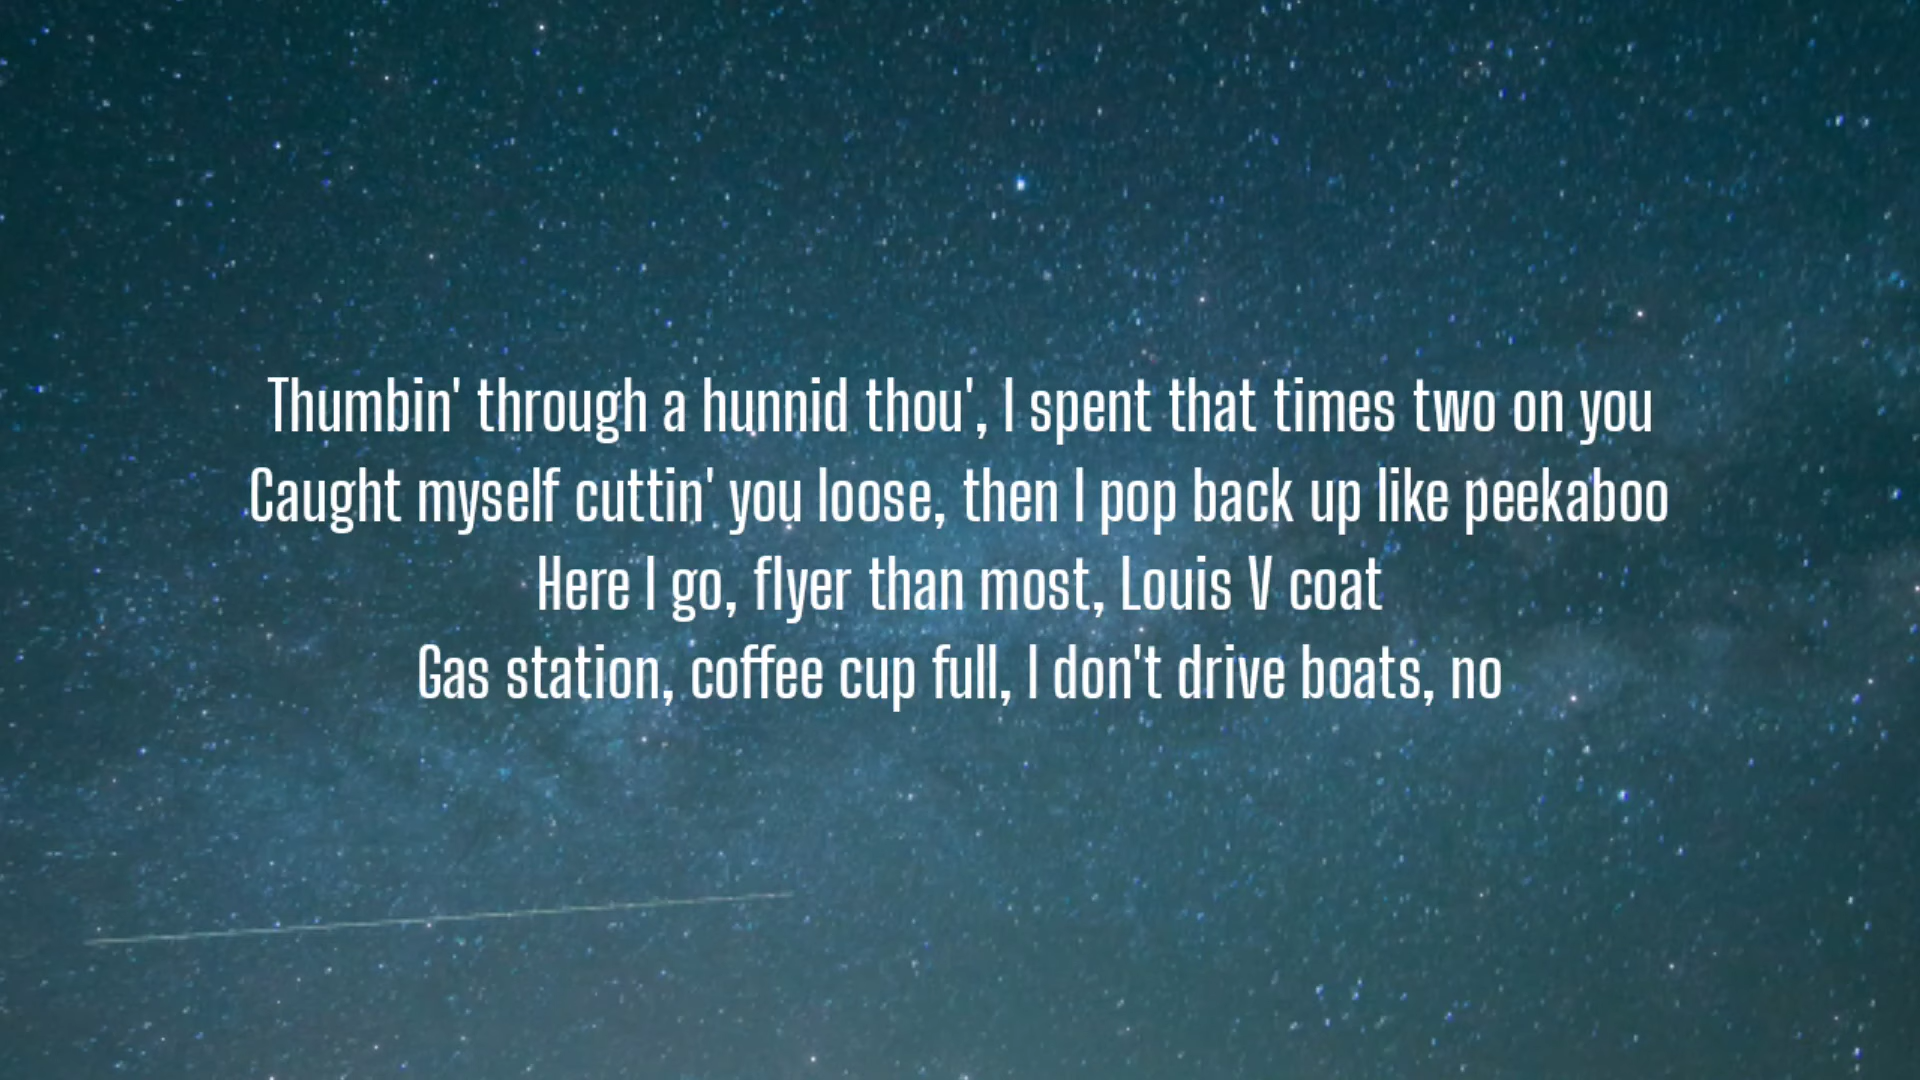 Thumbin' through a hunnid thou', I spent that times two on you
Caught myself cuttin' you loose, then I pop back up like peekaboo
Here I go, flyer than most, Louis V coat
Gas station, coffee cup full, I don't drive boats, no